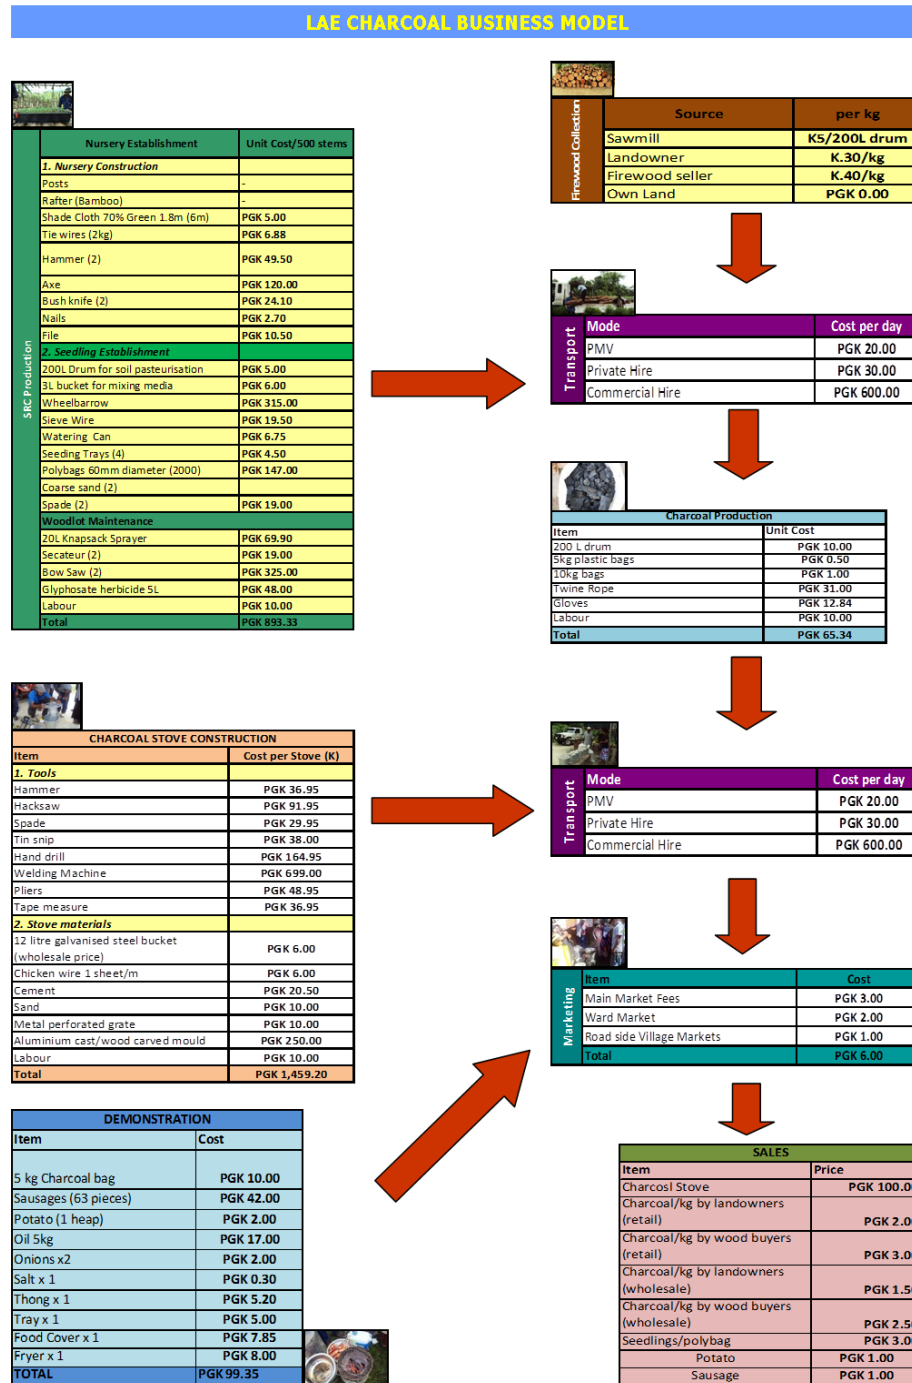 LAE CHARCOAL BUSINESS MODEL
SRC Production
Nursery Establishment Unit Cost/500 stems
1. Nursery Construction
Posts -
Rafter (Bamboo) -
Shade Cloth 70% Green 1.8m (6m) PGK 5.00
Tie wires (2kg) PGK 6.88
Hammer (2) PGK 49.50
Axe PGK 120.00
Bush knife (2) PGK 24.10
Nails PGK 2.70
File PGK 10.50
2. Seedling Establishment
200L Drum for soil pasteurisation PGK 5.00
3L bucket for mixing media PGK 6.00
Wheelbarrow PGK 315.00
Sieve Wire PGK 19.50
Watering Can PGK 6.75
Seeding Trays (4) PGK 4.50
Polybags 60mm diameter (2000) PGK 147.00
Coarse sand (2)
Spade (2) PGK 19.00
Woodlot Maintenance
20L Knapsack Sprayer PGK 69.90
Secateur (2) PGK 19.00
Bow Saw (2) PGK 325.00
Glyphosate herbicide 5L PGK 48.00
Labour PGK 10.00
Total PGK 893.33
Firewood Collection
Source per kg
Sawmill K5/200L drum
Landowner K.30/kg
Firewood seller K.40/kg
Own Land PGK 0.00
Transport
Mode Cost per day
PMV PGK 20.00
Private Hire PGK 30.00
Commercial Hire PGK 600.00
Charcoal Production
Item Unit Cost
200 L drum PGK 10.00
5kg plastic bags PGK 0.50
10kg bags PGK 1.00
Twine Rope PGK 31.00
Gloves PGK 12.84
Labour PGK 10.00
Total PGK 65.34
CHARCOAL STOVE CONSTRUCTION
Item Cost per Stove (K)
1. Tools
Hammer PGK 36.95
Hacksaw PGK 91.95
Spade PGK 29.95
Tin snip PGK 38.00
Hand drill PGK 164.95
Welding Machine PGK 699.00
Pliers PGK 48.95
Tape measure PGK 36.95
2. Stove materials
12 litre galvanised steel bucket
(wholesale price) PGK 6.00
Chicken wire 1 sheet/m PGK 6.00
Cement PGK 20.50
Sand PGK 10.00
Metal perforated grate PGK 10.00
Aluminium cast/wood carved mould PGK 250.00
Labour PGK 10.00
Total PGK 1,459.20
Transport
Mode Cost per day
PMV PGK 20.00
Private Hire PGK 30.00
Commercial Hire PGK 600.00
Marketing
Item Cost
Main Market Fees PGK 3.00
Ward Market PGK 2.00
Road side Village Markets PGK 1.00
Total PGK 6.00
DEMONSTRATION
Item Cost
5 kg Charcoal bag PGK 10.00
Sausages (63 pieces) PGK 42.00
Potato (1 heap) PGK 2.00
Oil 5kg PGK 17.00
Onions x2 PGK 2.00
Salt x 1 PGK 0.30
Thong x 1 PGK 5.20
Tray x 1 PGK 5.00
Food Cover x 1 PGK 7.85
Fryer x 1 PGK 8.00
TOTAL PGK 99.35
SALES
Item Price
Charcosl Stove PGK 100.0
Charcoal/kg by landowners
(retail) PGK 2.0
Charcoal/kg by wood buyers
(retail) PGK 3.0
Charcoal/kg by landowners
(wholesale) PGK 1.5
Charcoal/kg by wood buyers
(wholesale) PGK 2.5
Seedlings/polybag PGK 3.0
Potato PGK 1.00
Sausage PGK 1.00